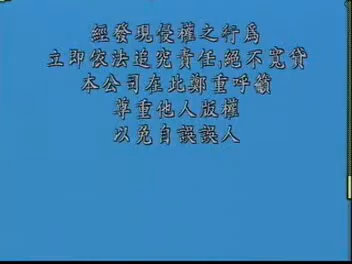 經發現侵權之行為
立即依法追究責任,絕不寬貸
本公司在此鄭重呼籲
尊重他人版權
以免自誤誤人